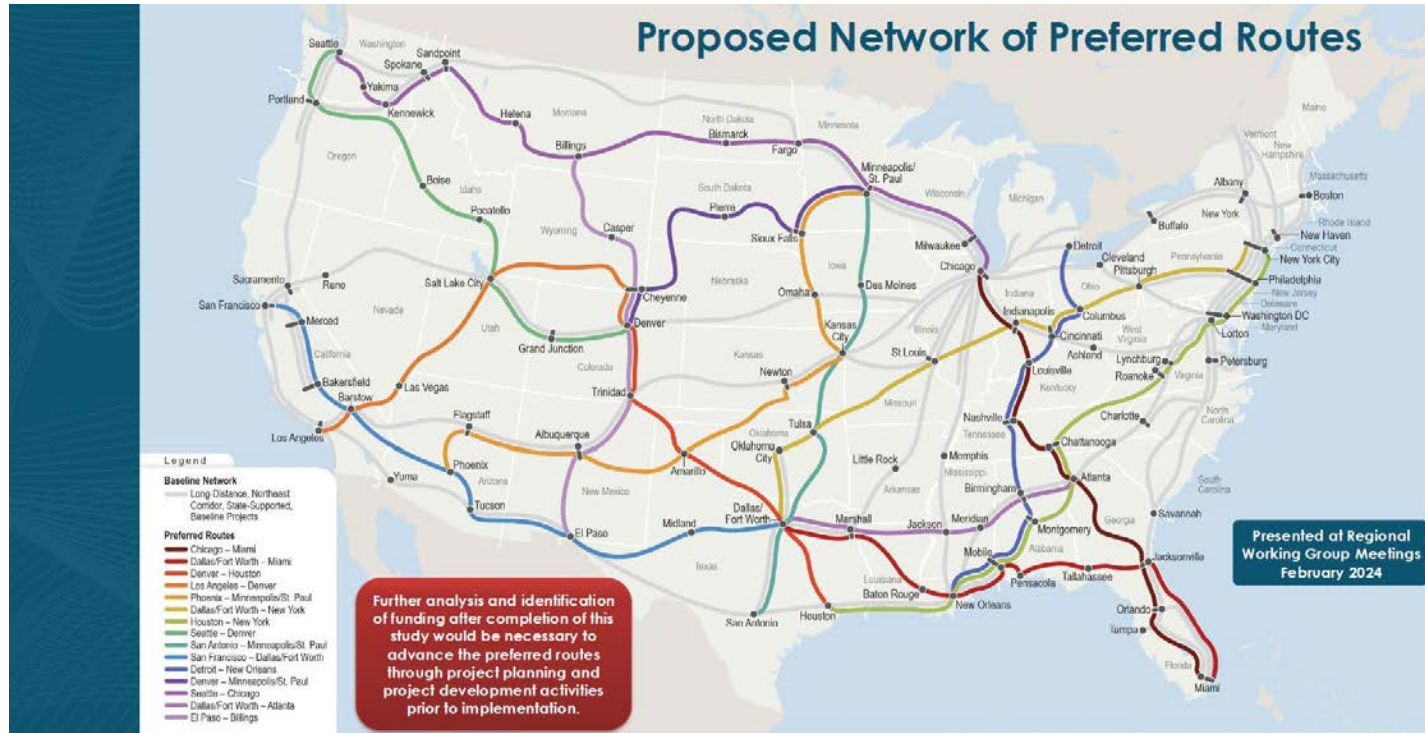 Proposed Network of Preferred Routes
Seattle
Washington
Spokane
Sandpoint
Yakima
Kennewick
Portland
Oregon
Helena
Montana
Billings
North Dakota
Bismarck
Fargo
Minnesota
Minneapolis/
St. Paul
Wisconsin
Michigan
Maine
Vermont
New
Hampshire
Massachusetts
Albany
Boston
New York
Buffalo
Rhode Island
New Haven
Connecticut
New York City
Boise
Idaho
Pocatello
Wyoming
Casper
South Dakota
Pierre
Sioux Falls
Milwaukee
Chicago
Detroit
Cleveland
Pittsburgh
Pennsylvania
Philadelphia
New Jersey
Delaware
Washington DC
Maryland
Lorton
Sacramento
Reno
San Francisco
Nevada
Salt Lake City
Utah
Cheyenne
Nebraska
Iowa
Omaha
Des Moines
Indiana
Ohio
Indianapolis
Columbus
Merced
California
Denver
Grand Junction
Colorado
Kansas
City
Kansas
Illinois
St Louis
Cincinnati
West
Virginia
Ashland
Lynchburg
Roanoke
Virginia
Petersburg
Bakersfield
Barstow
Las Vegas
Trinidad
Newton
Missouri
Louisville
Kentucky
Los Angeles
Flagstaff
Albuquerque
Amarillo
Oklahoma
Oklahoma
City
Tulsa
Nashville
Tennessee
Charlotte
North
Carolina
Chattanooga
Phoenix
Arizona
Yuma
Tucson
New Mexico
Little Rock
Arkansas
Memphis
Mississippi
Birmingham
Atlanta
South
Carolina
El Paso
Midland
Dallas/
Fort Worth
Marshall
Jackson
Meridian
Montgomery
Alabama
Georgia
Savannah
Texas
Louisiana
Baton Rouge
Mobile
Pensacola
Tallahassee
Jacksonville
San Antonio
Houston
New Orleans
Orlando
Tampa
Florida
Miami
Legend
Baseline Network
Long-Distance, Northeast
Corridor, State-Supported,
Baseline Projects
Preferred Routes
Chicago – Miami
Dallas/Fort Worth – Miami
Denver – Houston
Los Angeles – Denver
Phoenix – Minneapolis/St. Paul
Dallas/Fort Worth – New York
Houston – New York
Seattle – Denver
San Antonio – Minneapolis/St. Paul
San Francisco – Dallas/Fort Worth
Detroit – New Orleans
Denver – Minneapolis/St. Paul
Seattle – Chicago
Dallas/Fort Worth – Atlanta
El Paso – Billings
Further analysis and identification
of funding after completion of this
study would be necessary to
advance the preferred routes
through project planning and
project development activities
prior to implementation.
Presented at Regional
Working Group Meetings
February 2024